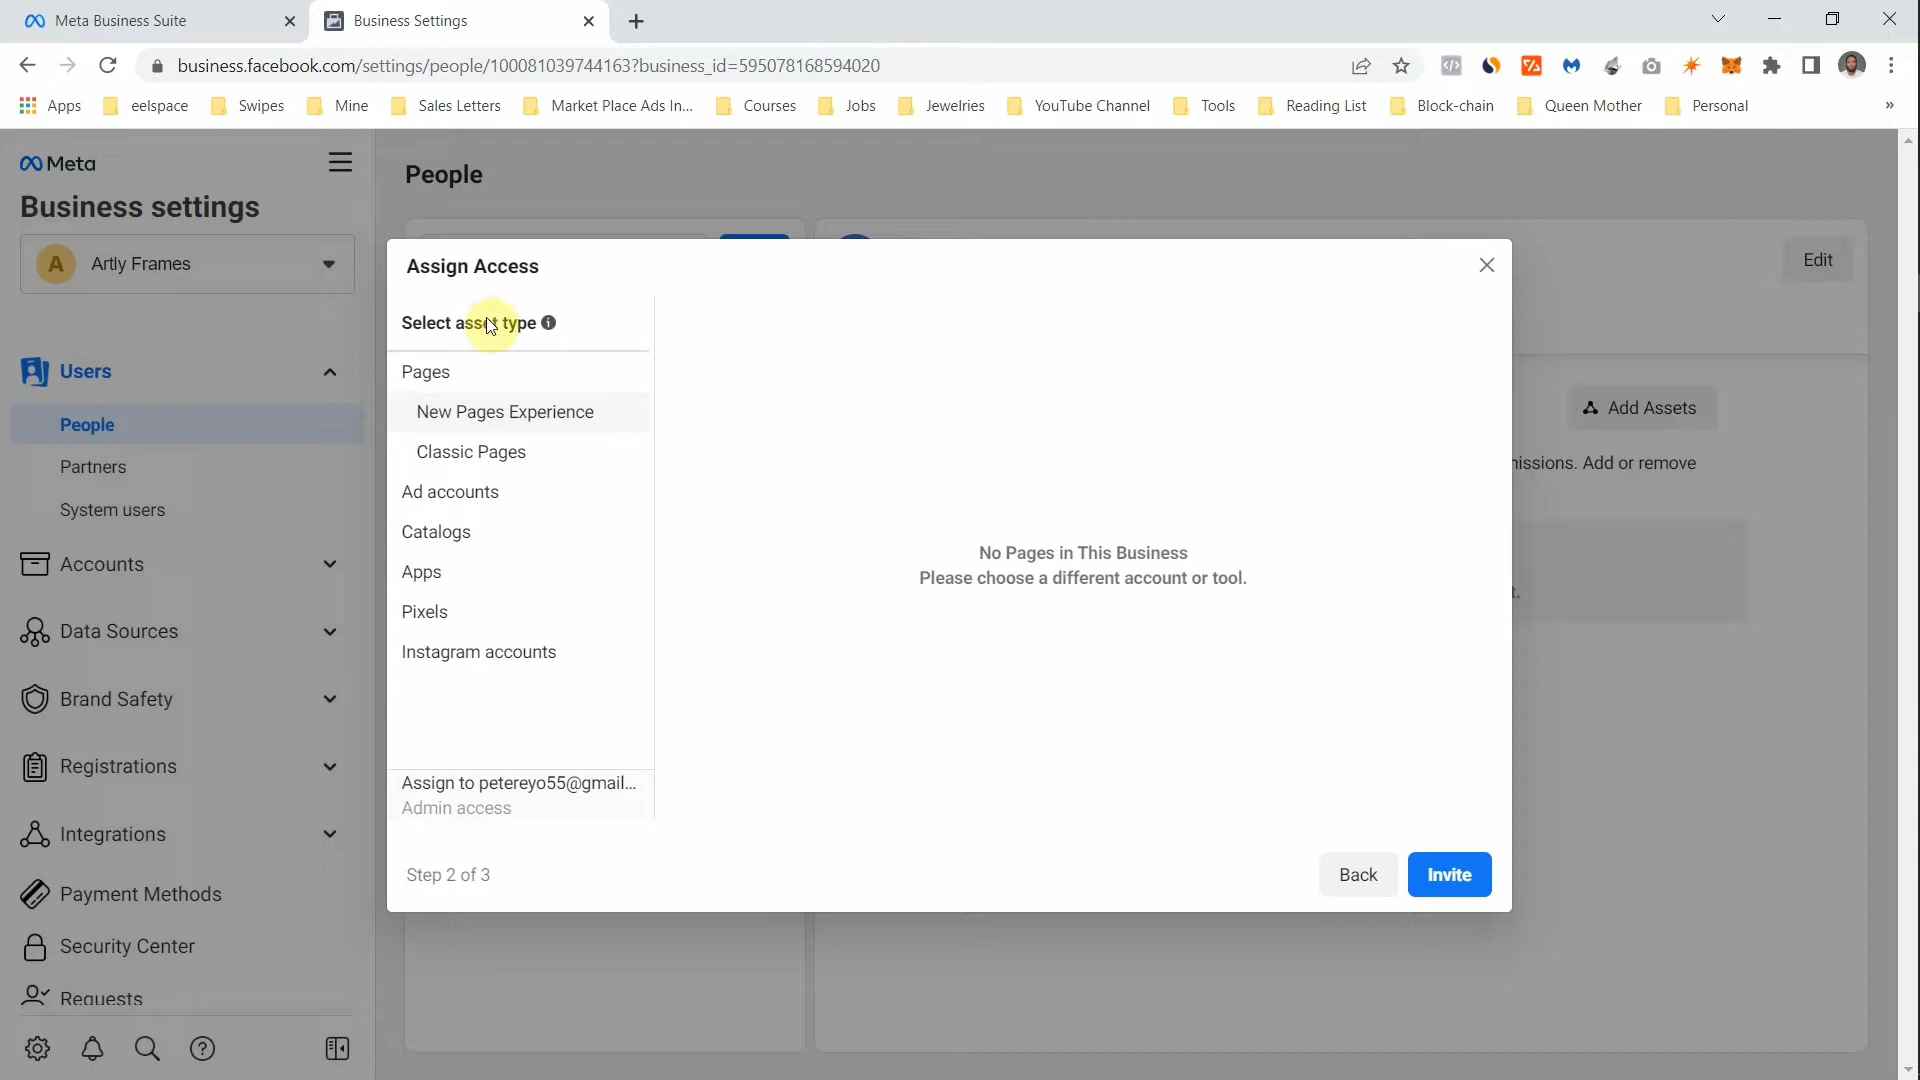 Meta Business Suite
Business Settings
business.facebook.com/settings/people/100081039744163?business_id=595078168594020
Apps
eelspace
Swipes
Mine
Sales Letters
Market Place Ads In...
Courses
Jobs
Jewelries
YouTube Channel
Tools
Reading List
Block-chain
Queen Mother
Personal
»
Meta
Business settings
A
Artly Frames
Users
People
Partners
System users
Accounts
Data Sources
Brand Safety
Registrations
Integrations
Payment Methods
Security Center
Requests
People
Edit
Add Assets
missions. Add or remove
t.
Assign Access
Select asset type
Pages
New Pages Experience
Classic Pages
Ad accounts
Catalogs
Apps
Pixels
Instagram accounts
Assign to petereyo55@gmail...
Admin access
No Pages in This Business
Please choose a different account or tool.
Step 2 of 3
Back
Invite